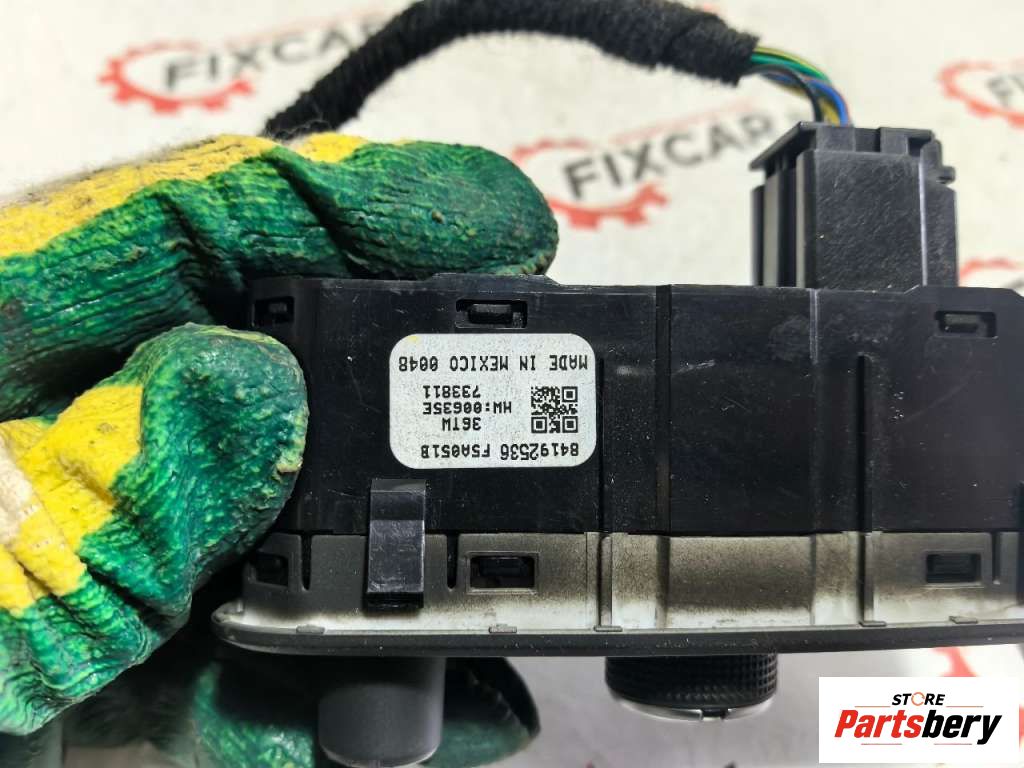 FIXCAR
FIXCAR
84192536 F5A051B
36TW
HW:00635E
733811
MADE IN MEXICO 0048
STORE
Partsbery